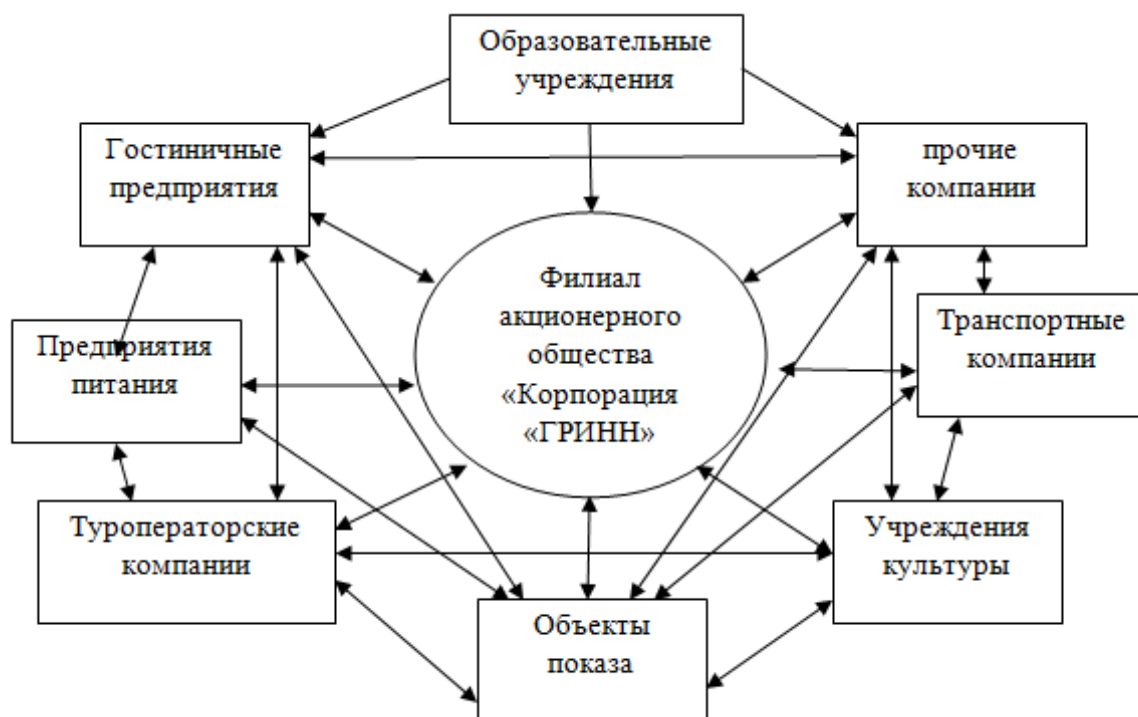 Образовательные
учреждения
Гостиничные
предприятия
прочие
компании
Филиал
акционерного
общества
«Корпорация
«ГРИНН»
Предприятия
питания
Транспортные
компании
Туроператорские
компании
Учреждения
культуры
Объекты
показа